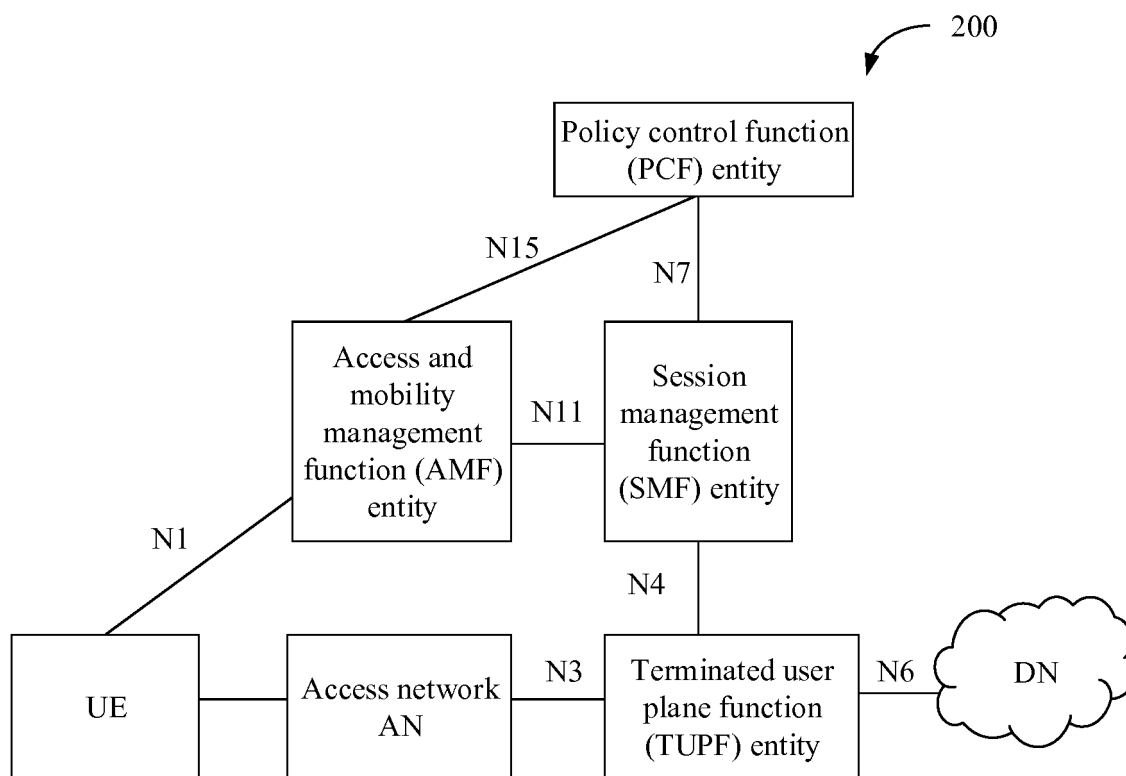 200
Policy control function
(PCF) entity
N15
N7
Access and
mobility
management
function (AMF)
entity
N11
Session
management
function
(SMF) entity
N1
N4
UE
Access network
AN
N3
Terminated user
plane function
(TUPF) entity
N6
DN